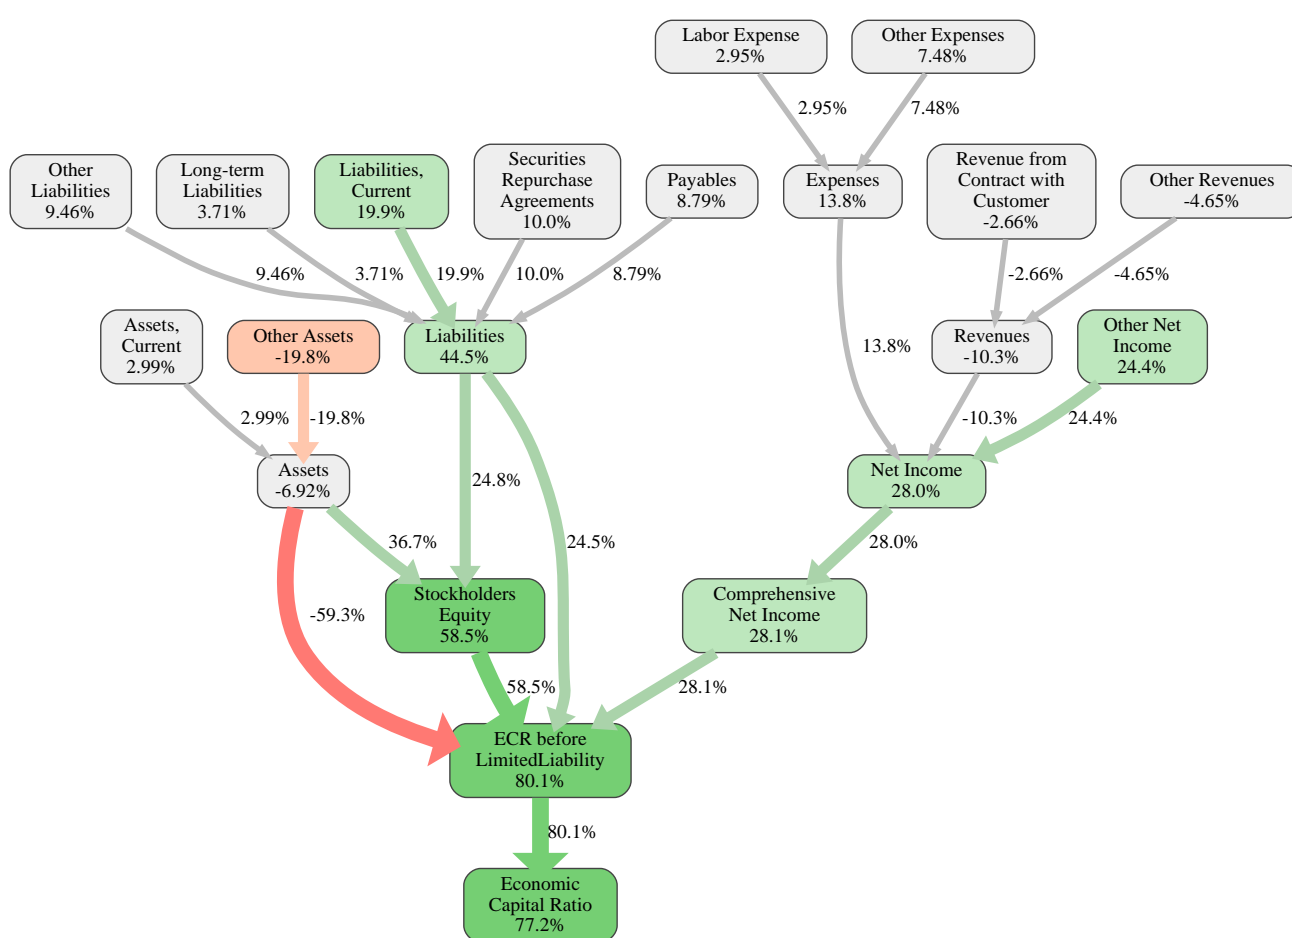 Labor Expense
2.95%
Other Expenses
7.48%
2.95%
7.48%
Other
Liabilities
9.46%
Long-term
Liabilities
3.71%
Liabilities,
Current
19.9%
Securities
Repurchase
Agreements
10.0%
Payables
8.79%
Expenses
13.8%
Revenue from
Contract with
Customer
-2.66%
Other Revenues
-4.65%
9.46%
3.71%
19.9%
10.0%
8.79%
-2.66%
-4.65%
Assets,
Current
2.99%
Other Assets
-19.8%
Liabilities
44.5%
13.8%
Revenues
-10.3%
Other Net
Income
24.4%
2.99%
-19.8%
-10.3%
24.4%
Assets
-6.92%
24.8%
Net Income
28.0%
36.7%
24.5%
28.0%
-59.3%
Stockholders
Equity
58.5%
Comprehensive
Net Income
28.1%
58.5%
28.1%
ECR before
LimitedLiability
80.1%
80.1%
Economic
Capital Ratio
77.2%